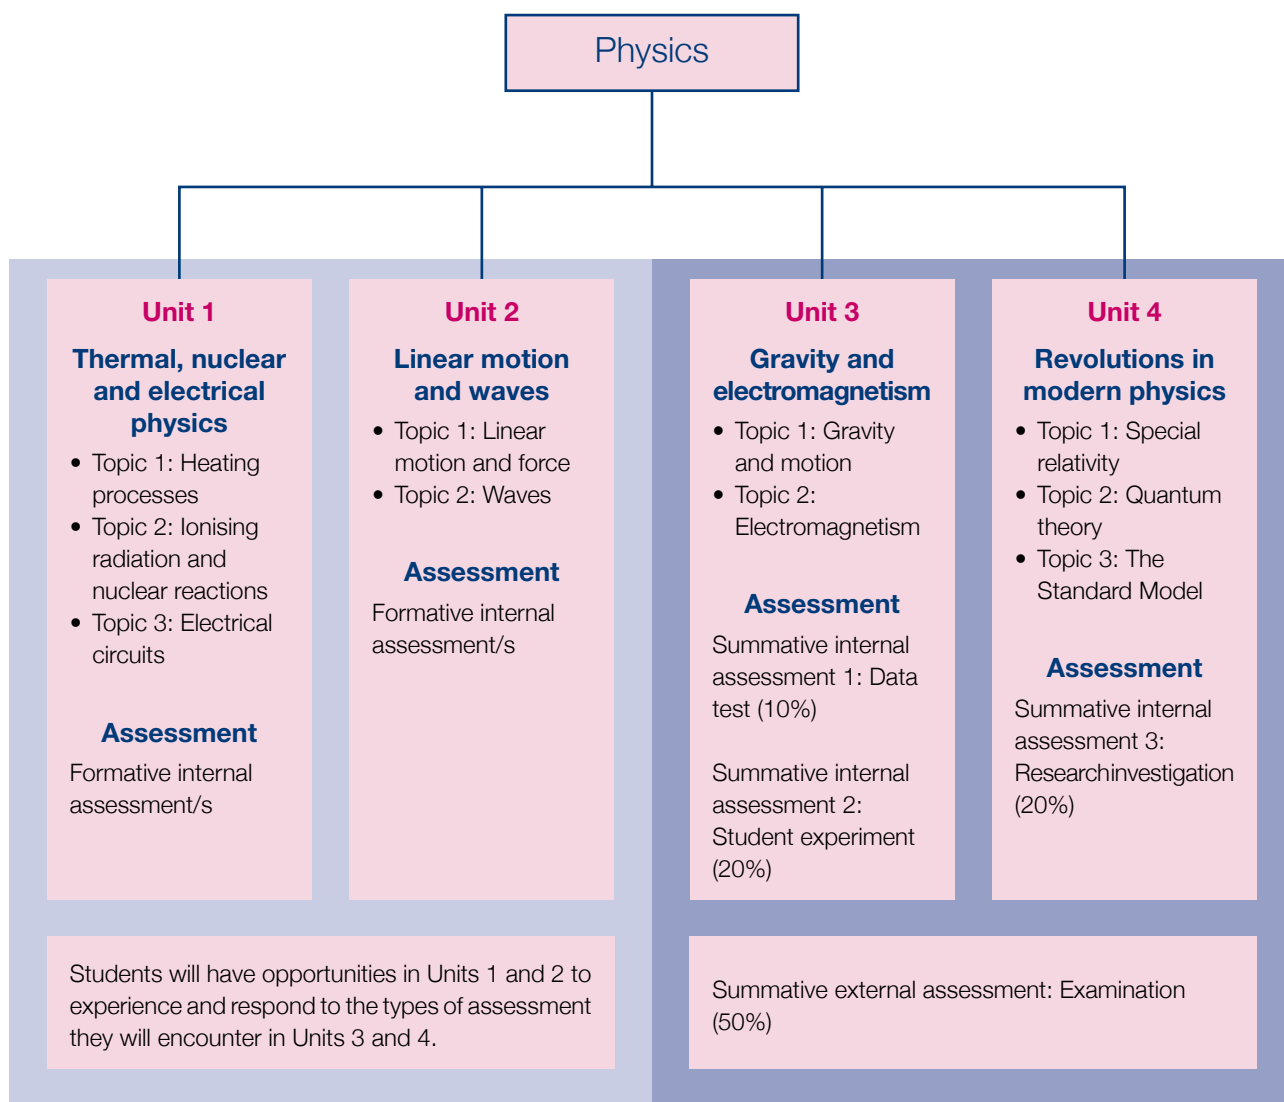 Physics
Unit 1
Thermal, nuclear
and electrical
physics
• Topic 1: Heating
processes
• Topic 2: Ionising
radiation and
nuclear reactions
• Topic 3: Electrical
circuits
Assessment
Formative internal
assessment/s
Unit 2
Linear motion
and waves
• Topic 1: Linear
motion and force
• Topic 2: Waves
Assessment
Formative internal
assessment/s
Unit 3
Gravity and
electromagnetism
• Topic 1: Gravity
and motion
• Topic 2:
Electromagnetism
Assessment
Summative internal
assessment 1: Data
test (10%)
Summative internal
assessment 2:
Student experiment
(20%)
Unit 4
Revolutions in
modern physics
• Topic 1: Special
relativity
• Topic 2: Quantum
theory
• Topic 3: The
Standard Model
Assessment
Summative internal
assessment 3:
Researchinvestigation
(20%)
Students will have opportunities in Units 1 and 2 to
experience and respond to the types of assessment
they will encounter in Units 3 and 4.
Summative external assessment: Examination
(50%)